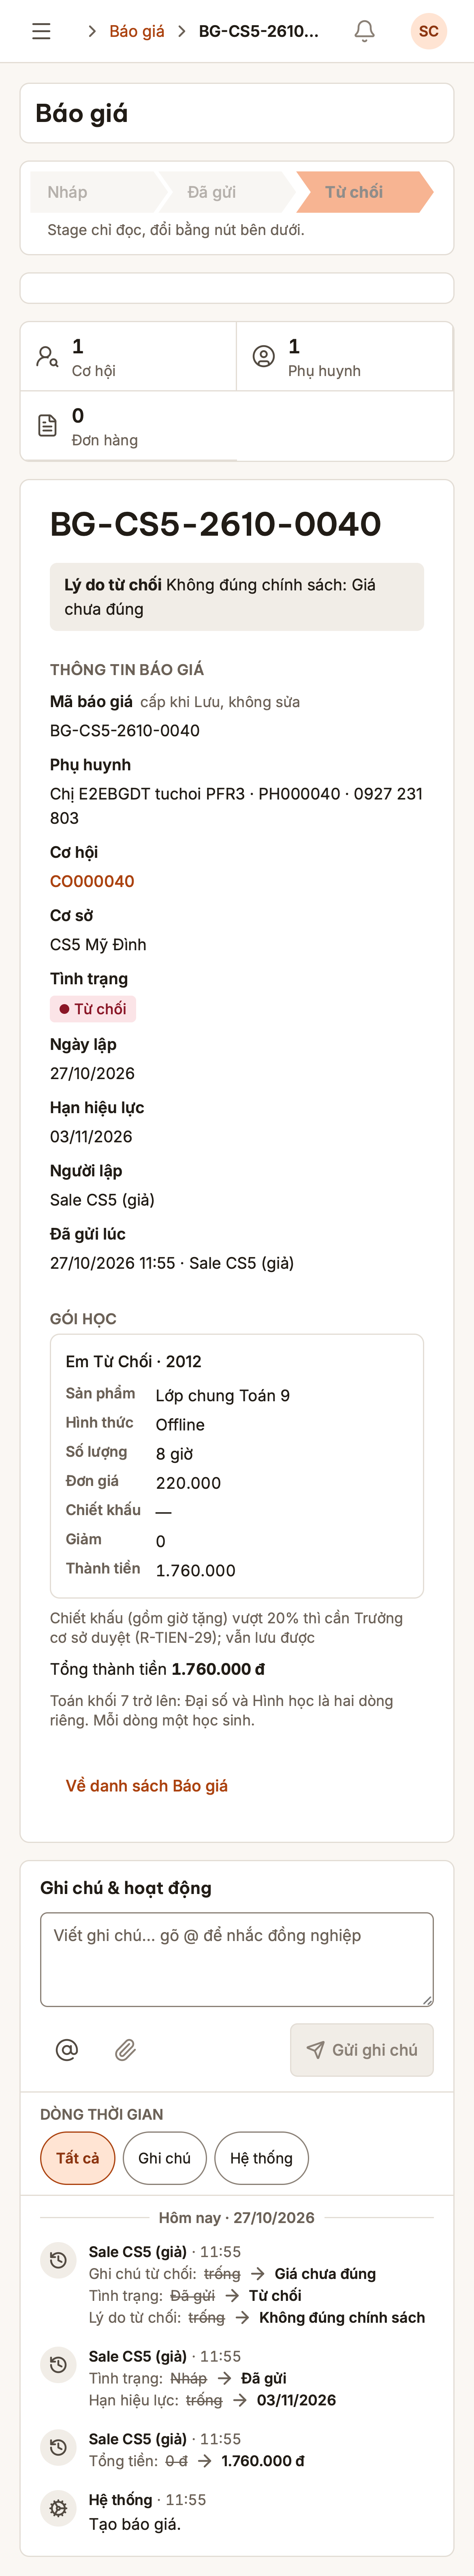 Báo giá
BG-CS5-2610...
SC
Báo giá
Nháp
Đã gửi
Từ chối
Stage chỉ đọc, đổi bằng nút bên dưới.
1
Cơ hội
1
Phụ huynh
0
Đơn hàng
BG-CS5-2610-0040
Lý do từ chối Không đúng chính sách: Giá
chưa đúng
THÔNG TIN BÁO GIÁ
Mã báo giá cấp khi Lưu, không sửa
BG-CS5-2610-0040
Phụ huynh
Chị E2EBGDT tuchoi PFR3 · PH000040 · 0927 231
803
Cơ hội
CO000040
Cơ sở
CS5 Mỹ Đình
Tình trạng
Từ chối
Ngày lập
27/10/2026
Hạn hiệu lực
03/11/2026
Người lập
Sale CS5 (giả)
Đã gửi lúc
27/10/2026 11:55 · Sale CS5 (giả)
GÓI HỌC
Em Từ Chối · 2012
Sản phẩm Lớp chung Toán 9
Hình thức Offline
Số lượng 8 giờ
Đơn giá 220.000
Chiết khấu —
Giảm 0
Thành tiền 1.760.000
Chiết khấu (gồm giờ tặng) vượt 20% thì cần Trưởng
cơ sở duyệt (R-TIEN-29); vẫn lưu được
Tổng thành tiền 1.760.000 đ
Toán khối 7 trở lên: Đại số và Hình học là hai dòng
riêng. Mỗi dòng một học sinh.
Về danh sách Báo giá
Ghi chú & hoạt động
Viết ghi chú... gõ @ để nhắc đồng nghiệp
Gửi ghi chú
DÒNG THỜI GIAN
Tất cả
Ghi chú
Hệ thống
Hôm nay · 27/10/2026
Sale CS5 (giả) · 11:55
Ghi chú từ chối: trống → Giá chưa đúng
Tình trạng: Đã gửi → Từ chối
Lý do từ chối: trống → Không đúng chính sách
Sale CS5 (giả) · 11:55
Tình trạng: Nháp → Đã gửi
Hạn hiệu lực: trống → 03/11/2026
Sale CS5 (giả) · 11:55
Tổng tiền: 0 đ → 1.760.000 đ
Hệ thống · 11:55
Tạo báo giá.